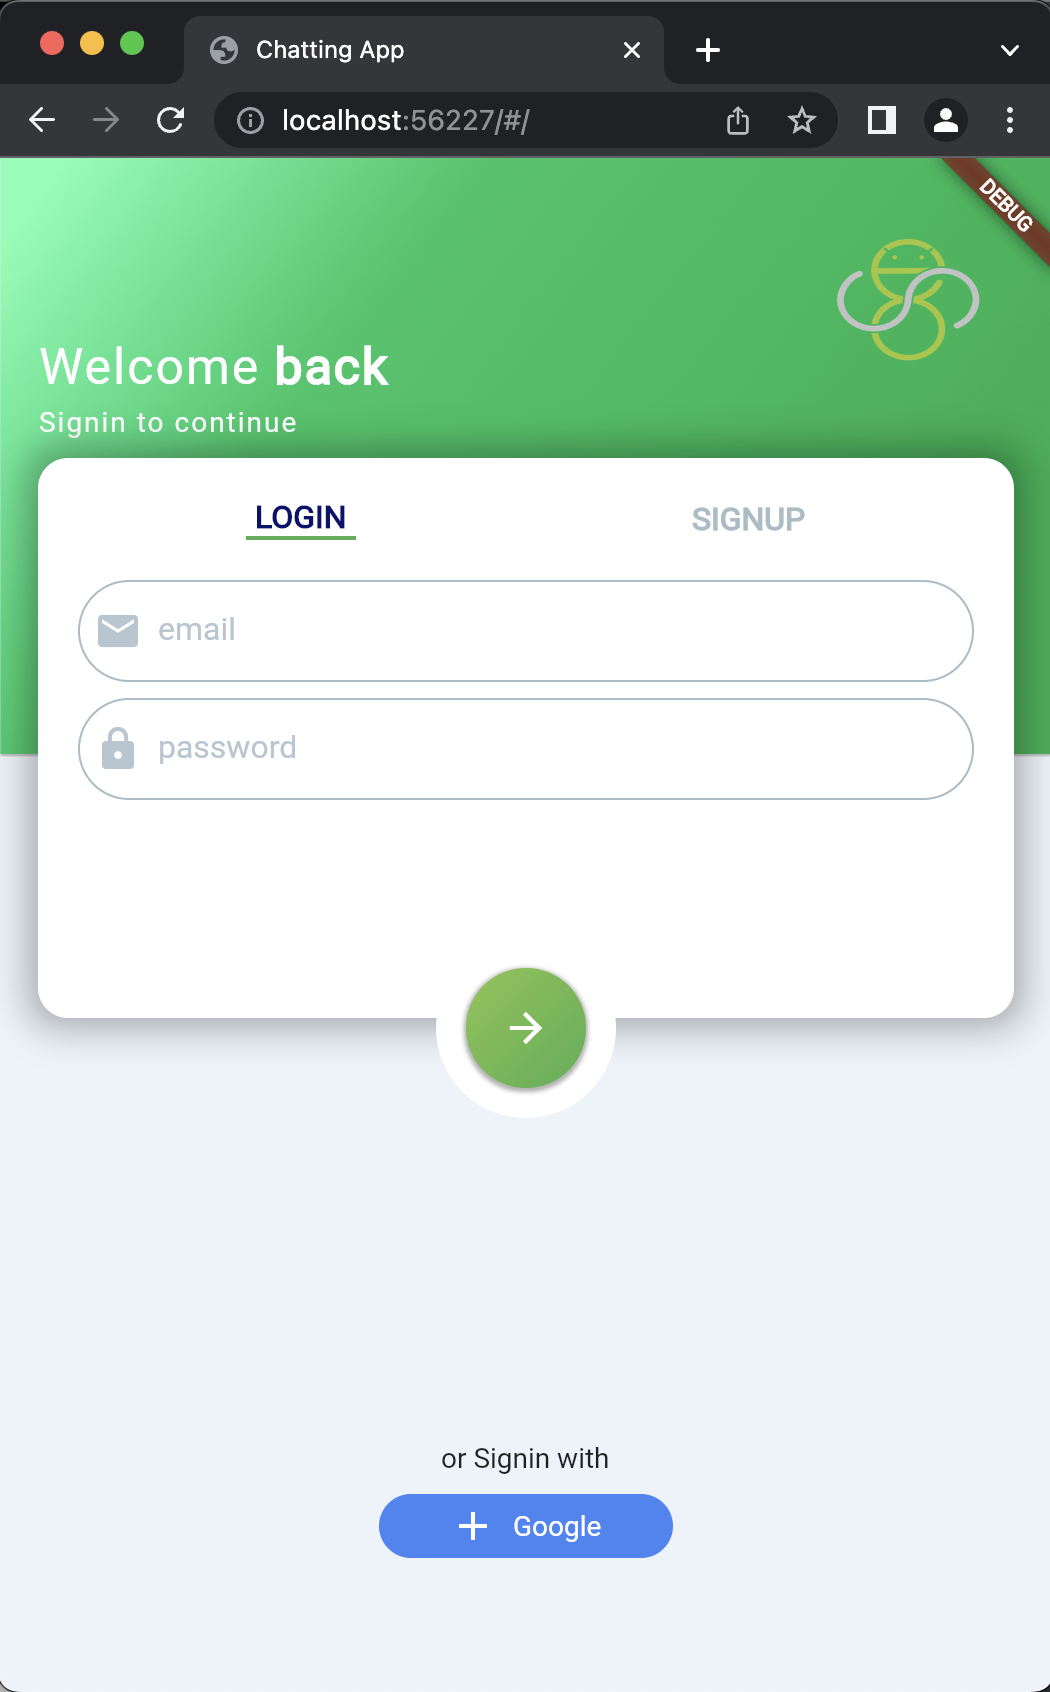 Chatting App
localhost:56227/#/
DEBUG
Welcome back
Signin to continue
LOGIN
SIGNUP
email
password
or Signin with
Google